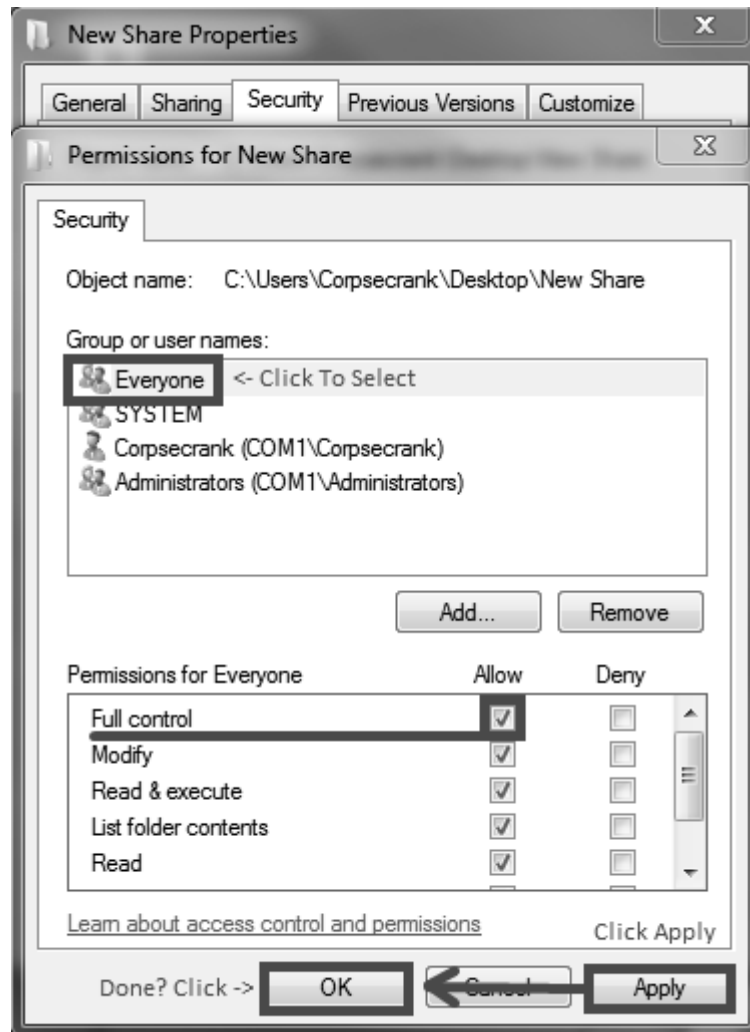 New Share Properties
General Sharing Security Previous Versions Customize
Permissions for New Share
Security
Object name: C:\Users\Corpsecrank\Desktop\New Share
Group or user names:
Everyone <- Click To Select
SYSTEM
Corpsecrank (COM1\Corpsecrank)
Administrators (COM1\Administrators)
Add... Remove
Permissions for Everyone Allow Deny
Full control
Modify
Read & execute
List folder contents
Read
Learn about access control and permissions
Click Apply
Done? Click -> OK Cancel Apply